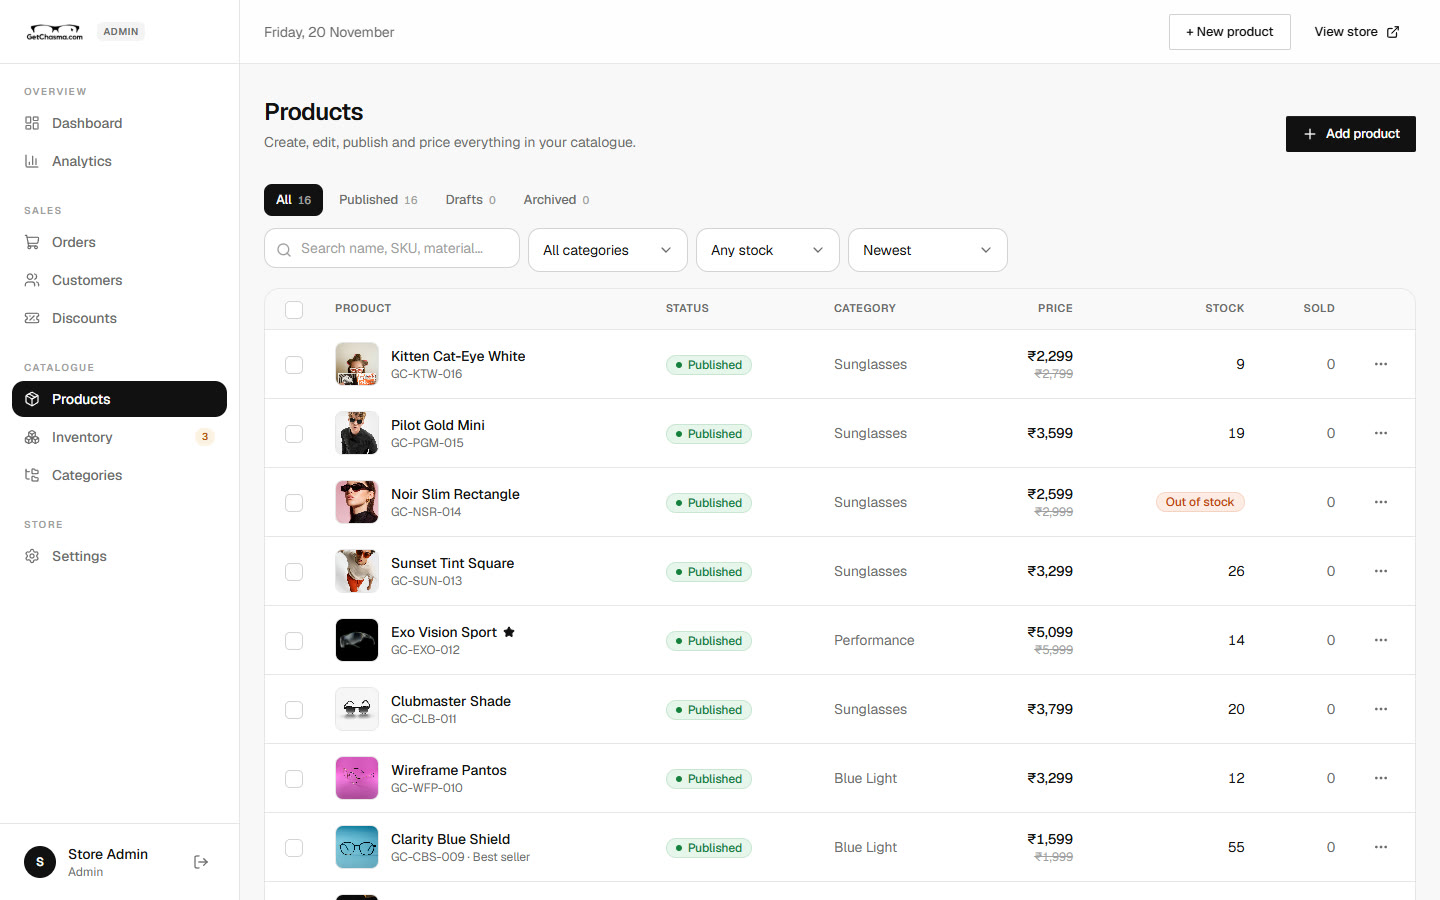 GetChasma.com ADMIN
Friday, 20 November
+ New product
View store
OVERVIEW
Dashboard
Analytics
SALES
Orders
Customers
Discounts
CATALOGUE
Products
Inventory 3
Categories
STORE
Settings
S
Store Admin
Admin
Products
Create, edit, publish and price everything in your catalogue.
Add product
All 16 Published 16 Drafts 0 Archived 0
Search name, SKU, material...
All categories
Any stock
Newest
PRODUCT STATUS CATEGORY PRICE STOCK SOLD
Kitten Cat-Eye White
GC-KTW-016
Published Sunglasses ₹2,299 ₹2,799 9 0
Pilot Gold Mini
GC-PGM-015
Published Sunglasses ₹3,599 19 0
Noir Slim Rectangle
GC-NSR-014
Published Sunglasses ₹2,599 ₹2,999 Out of stock 0
Sunset Tint Square
GC-SUN-013
Published Sunglasses ₹3,299 26 0
Exo Vision Sport
GC-EXO-012
Published Performance ₹5,099 ₹5,999 14 0
Clubmaster Shade
GC-CLB-011
Published Sunglasses ₹3,799 20 0
Wireframe Pantos
GC-WFP-010
Published Blue Light ₹3,299 12 0
Clarity Blue Shield
GC-CBS-009 · Best seller
Published Blue Light ₹1,599 ₹1,999 55 0